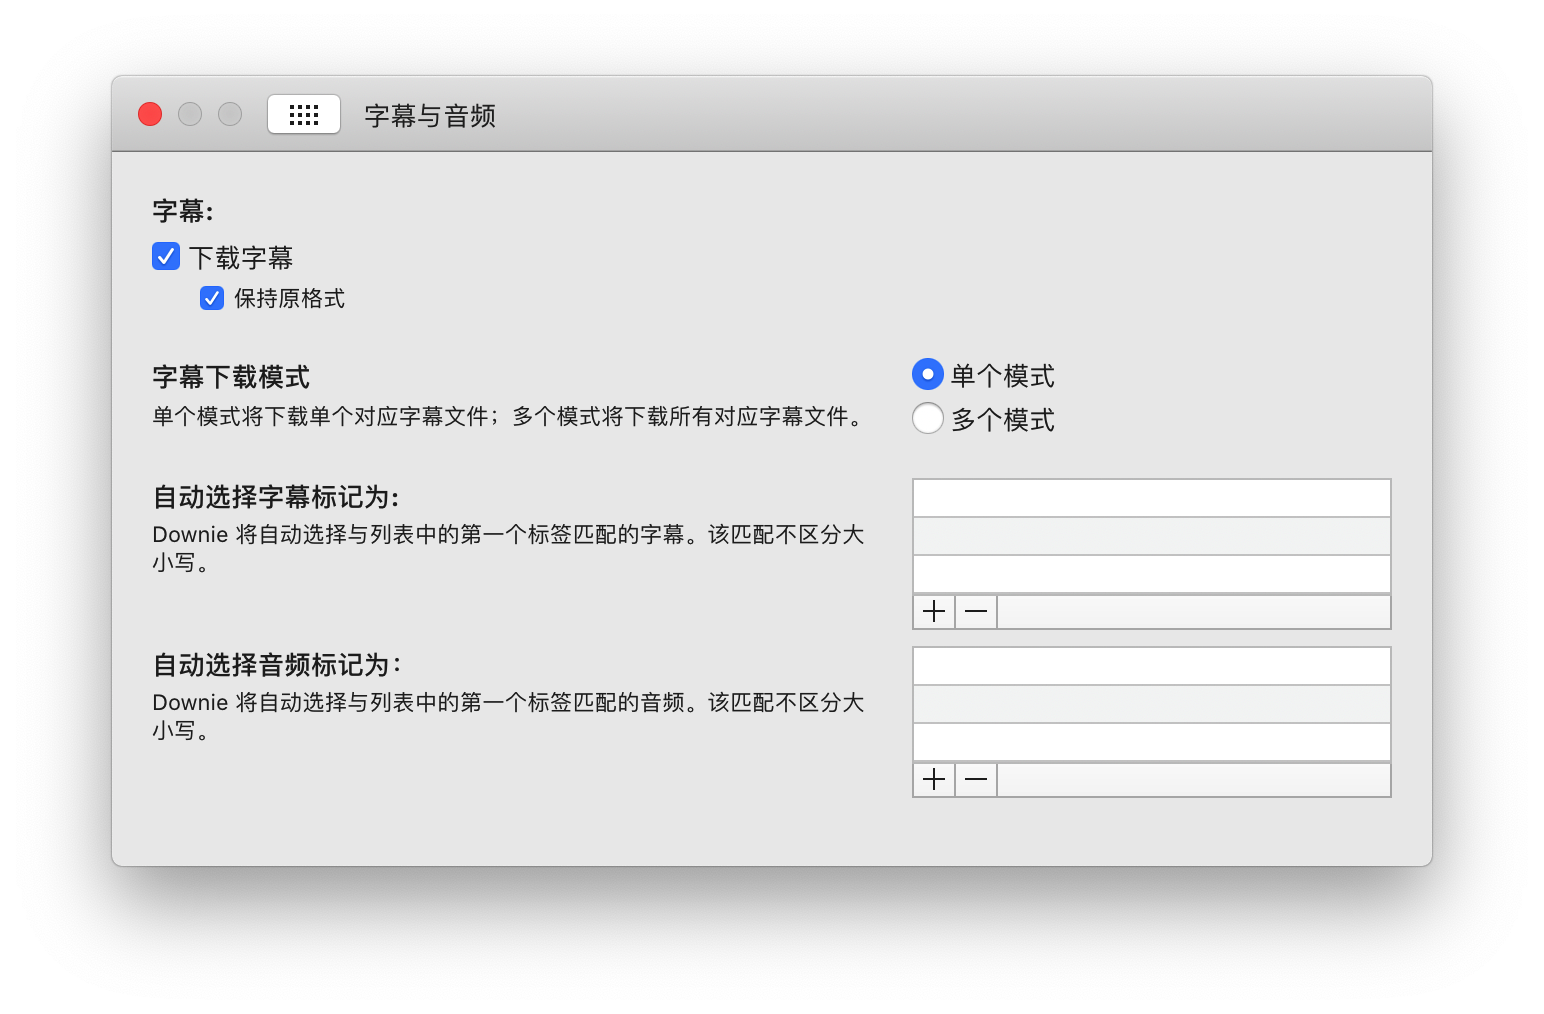 字幕与音频
字幕:
下载字幕
保持原格式
字幕下载模式
单个模式将下载单个对应字幕文件；多个模式将下载所有对应字幕文件。
单个模式
多个模式
自动选择字幕标记为:
Downie 将自动选择与列表中的第一个标签匹配的字幕。该匹配不区分大
小写。
自动选择音频标记为：
Downie 将自动选择与列表中的第一个标签匹配的音频。该匹配不区分大
小写。